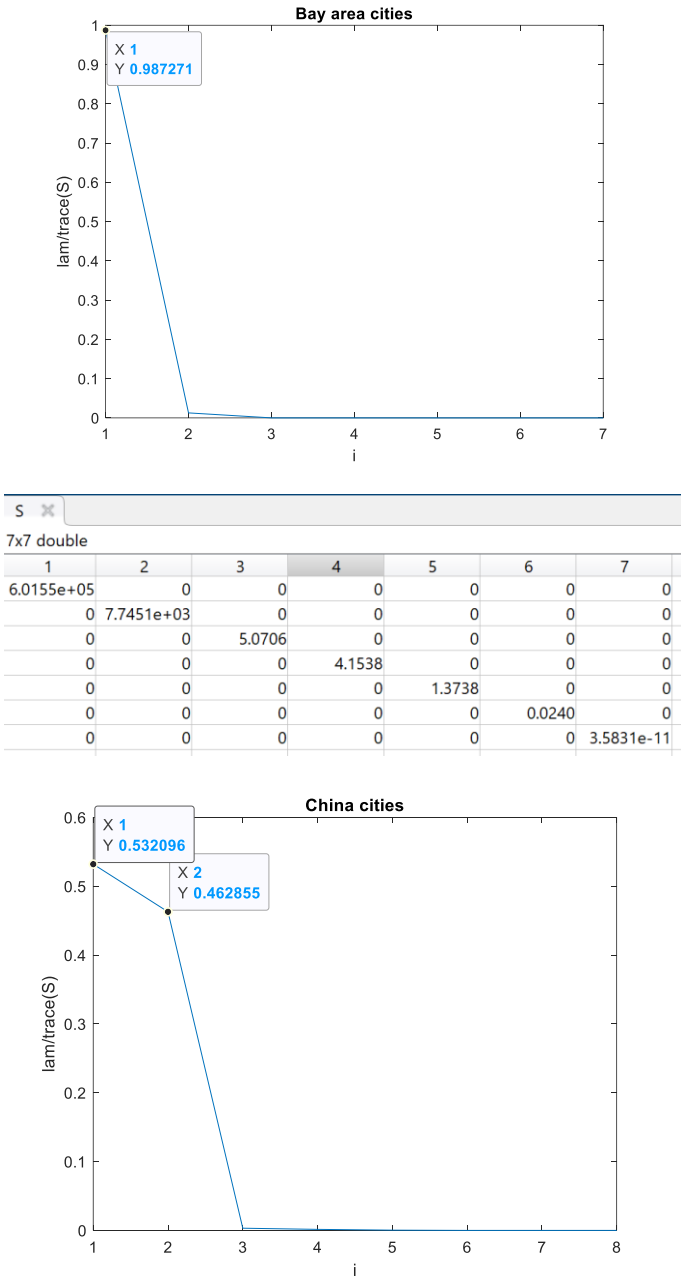 Bay area cities
1
X 1
Y 0.987271
0.9
0.8
0.7
0.6
0.5
0.4
0.3
0.2
0.1
0
lam/trace(S)
1 2 3 4 5 6 7
i
S
7x7 double
1 2 3 4 5 6 7
6.0155e+05 0 0 0 0 0 0
0 7.7451e+03 0 0 0 0 0
0 0 5.0706 0 0 0 0
0 0 0 4.1538 0 0 0
0 0 0 0 1.3738 0 0
0 0 0 0 0 0.0240 0
0 0 0 0 0 0 3.5831e-11
China cities
0.6
X 1
Y 0.532096
X 2
Y 0.462855
0.5
0.4
0.3
0.2
0.1
0
lam/trace(S)
1 2 3 4 5 6 7 8
i